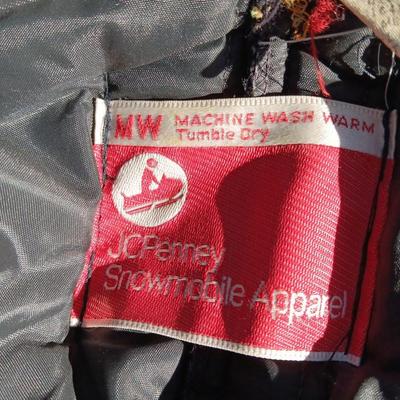 MW MACHINE WASH WARM
Tumble Dry
JCPenney
Snowmobile Apparel